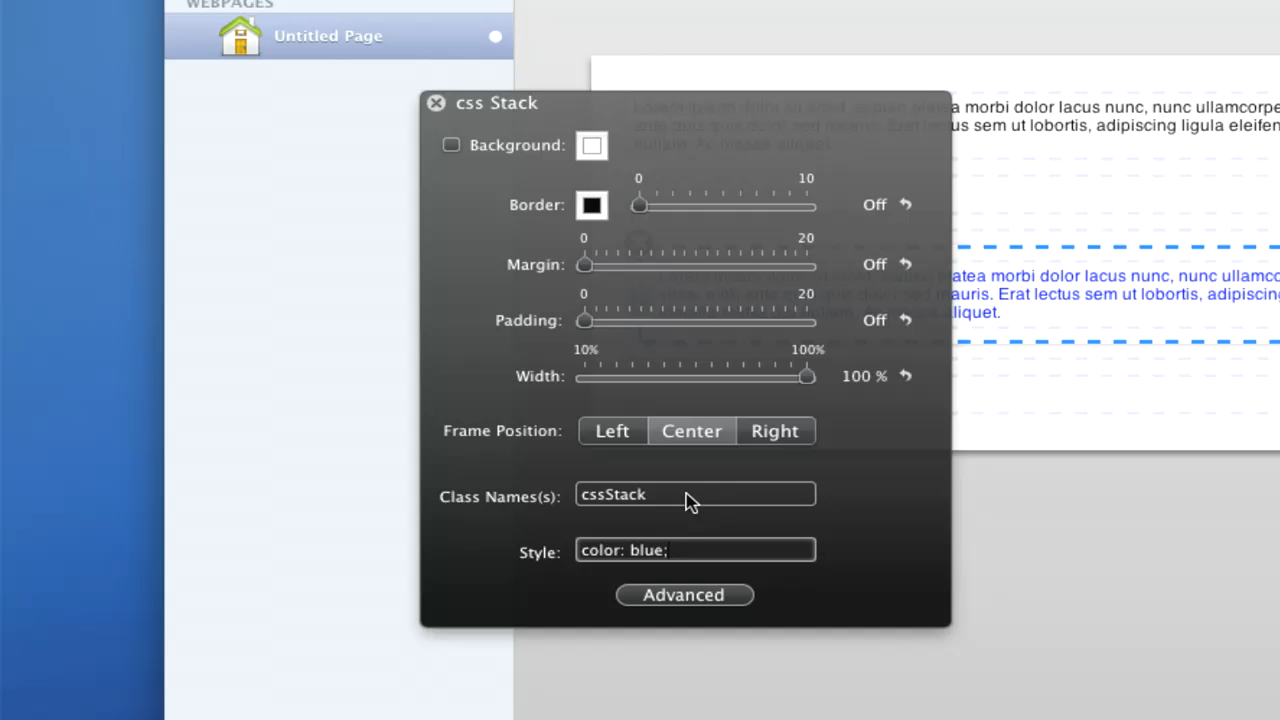 WEBPAGES
Untitled Page
css Stack
a morbi dolor lacus nunc, nunc ullamcorpe
us sem ut lobortis, adipiscing ligula eleifen
Background:
0 10
Border: Off
0 20
Margin: Off
atea morbi dolor lacus nunc, nunc ullamco
mauris. Erat lectus sem ut lobortis, adipiscing
aliquet.
0 20
Padding: Off
10% 100%
Width: 100 %
Frame Position: Left Center Right
Class Names(s): cssStack
Style: color: blue;
Advanced